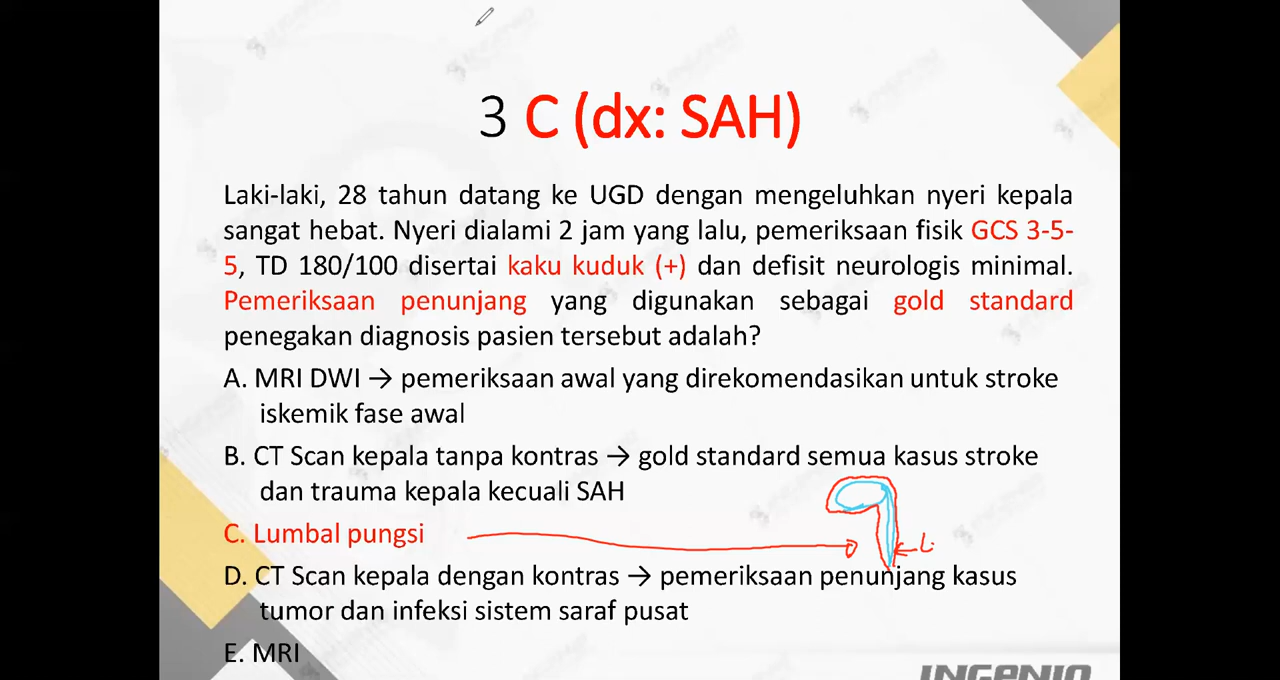 3 C (dx: SAH)
Laki-laki, 28 tahun datang ke UGD dengan mengeluhkan nyeri kepala
sangat hebat. Nyeri dialami 2 jam yang lalu, pemeriksaan fisik GCS 3-5-
5, TD 180/100 disertai kaku kuduk (+) dan defisit neurologis minimal.
Pemeriksaan penunjang yang digunakan sebagai gold standard
penegakan diagnosis pasien tersebut adalah?
A. MRI DWI → pemeriksaan awal yang direkomendasikan untuk stroke
iskemik fase awal
B. CT Scan kepala tanpa kontras → gold standard semua kasus stroke
dan trauma kepala kecuali SAH
C. Lumbal pungsi
D. CT Scan kepala dengan kontras → pemeriksaan penunjang kasus
tumor dan infeksi sistem saraf pusat
E. MRI
INGENIO